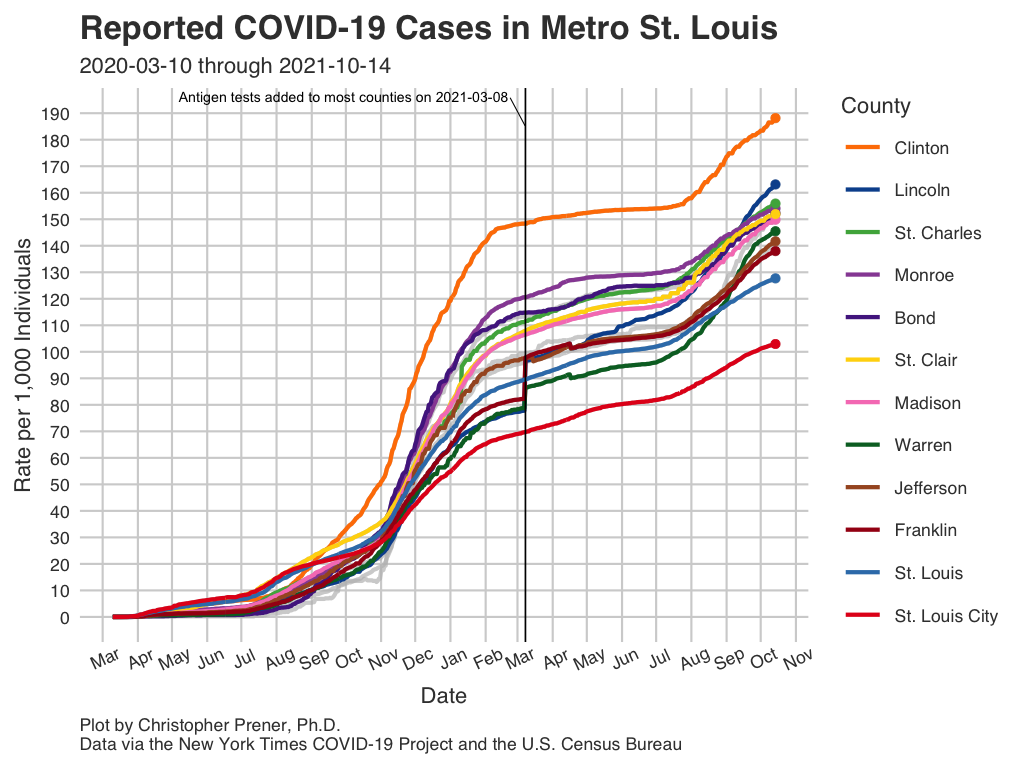 Reported COVID-19 Cases in Metro St. Louis
2020-03-10 through 2021-10-14
Antigen tests added to most counties on 2021-03-08
Rate per 1,000 Individuals
190
180
170
160
150
140
130
120
110
100
90
80
70
60
50
40
30
20
10
0
Mar Apr May Jun Jul Aug Sep Oct Nov Dec Jan Feb Mar Apr May Jun Jul Aug Sep Oct Nov
Date
County
Clinton
Lincoln
St. Charles
Monroe
Bond
St. Clair
Madison
Warren
Jefferson
Franklin
St. Louis
St. Louis City
Plot by Christopher Prener, Ph.D.
Data via the New York Times COVID-19 Project and the U.S. Census Bureau